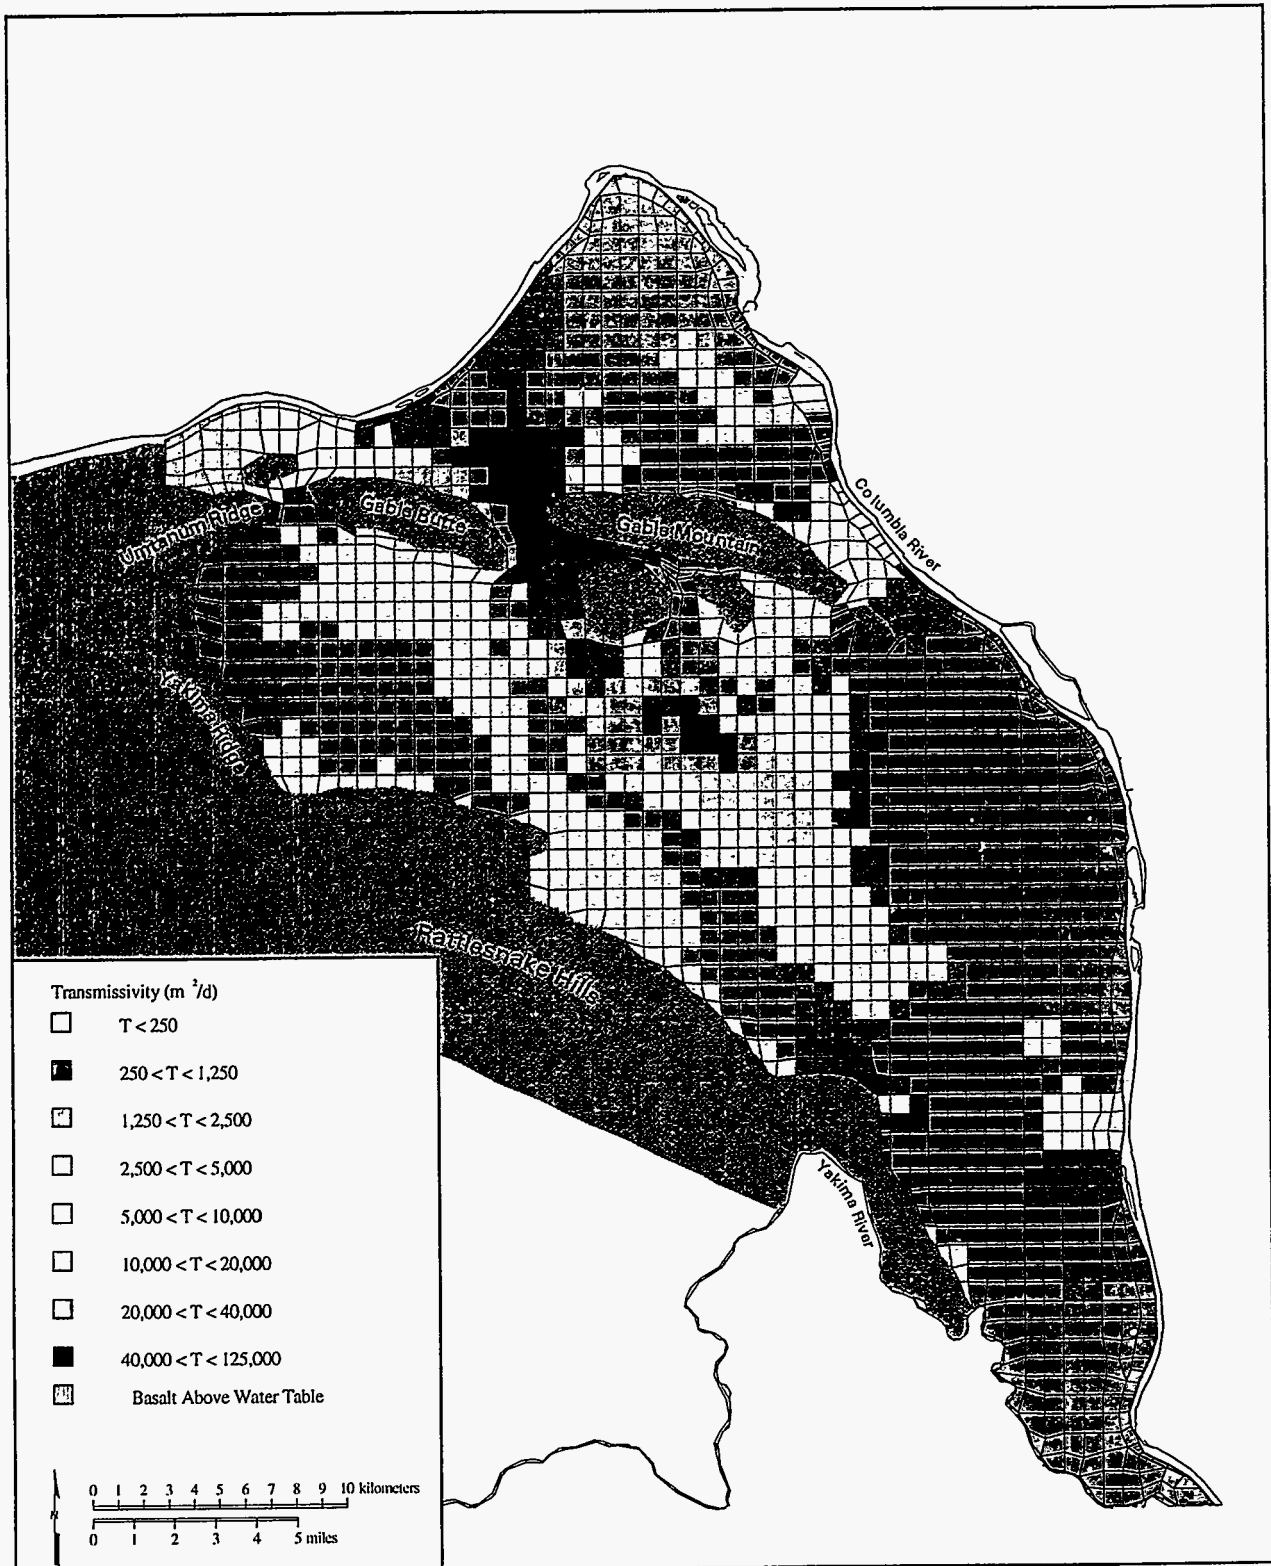 Columbia River
Umtanum Ridge
Gable Butte
Gable Mountain
Yakima Ridge
Rattlesnake Hills
Yakima River
Transmissivity (m ²/d)
T < 250
250 < T < 1,250
1,250 < T < 2,500
2,500 < T < 5,000
5,000 < T < 10,000
10,000 < T < 20,000
20,000 < T < 40,000
40,000 < T < 125,000
Basalt Above Water Table
N
0 1 2 3 4 5 6 7 8 9 10 kilometers
0 1 2 3 4 5 miles